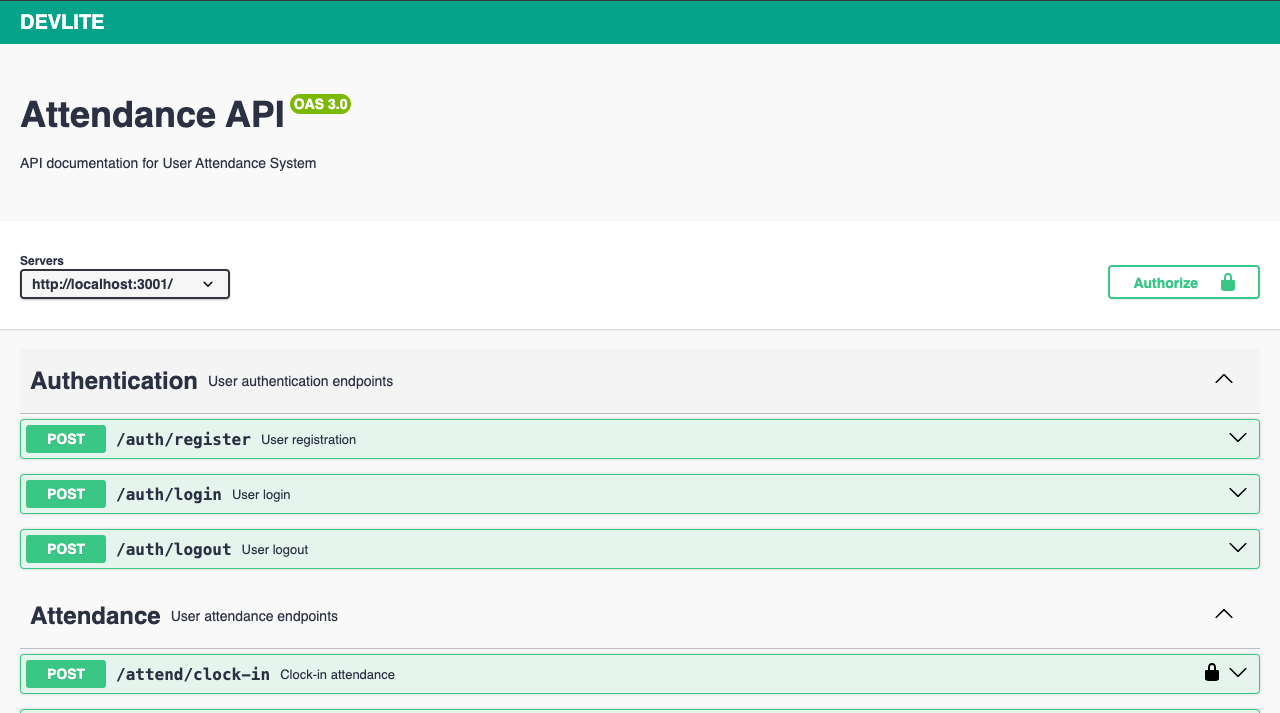 DEVLITE
Attendance API OAS 3.0
API documentation for User Attendance System
Servers
http://localhost:3001/
Authorize
Authentication User authentication endpoints
POST /auth/register User registration
POST /auth/login User login
POST /auth/logout User logout
Attendance User attendance endpoints
POST /attend/clock-in Clock-in attendance